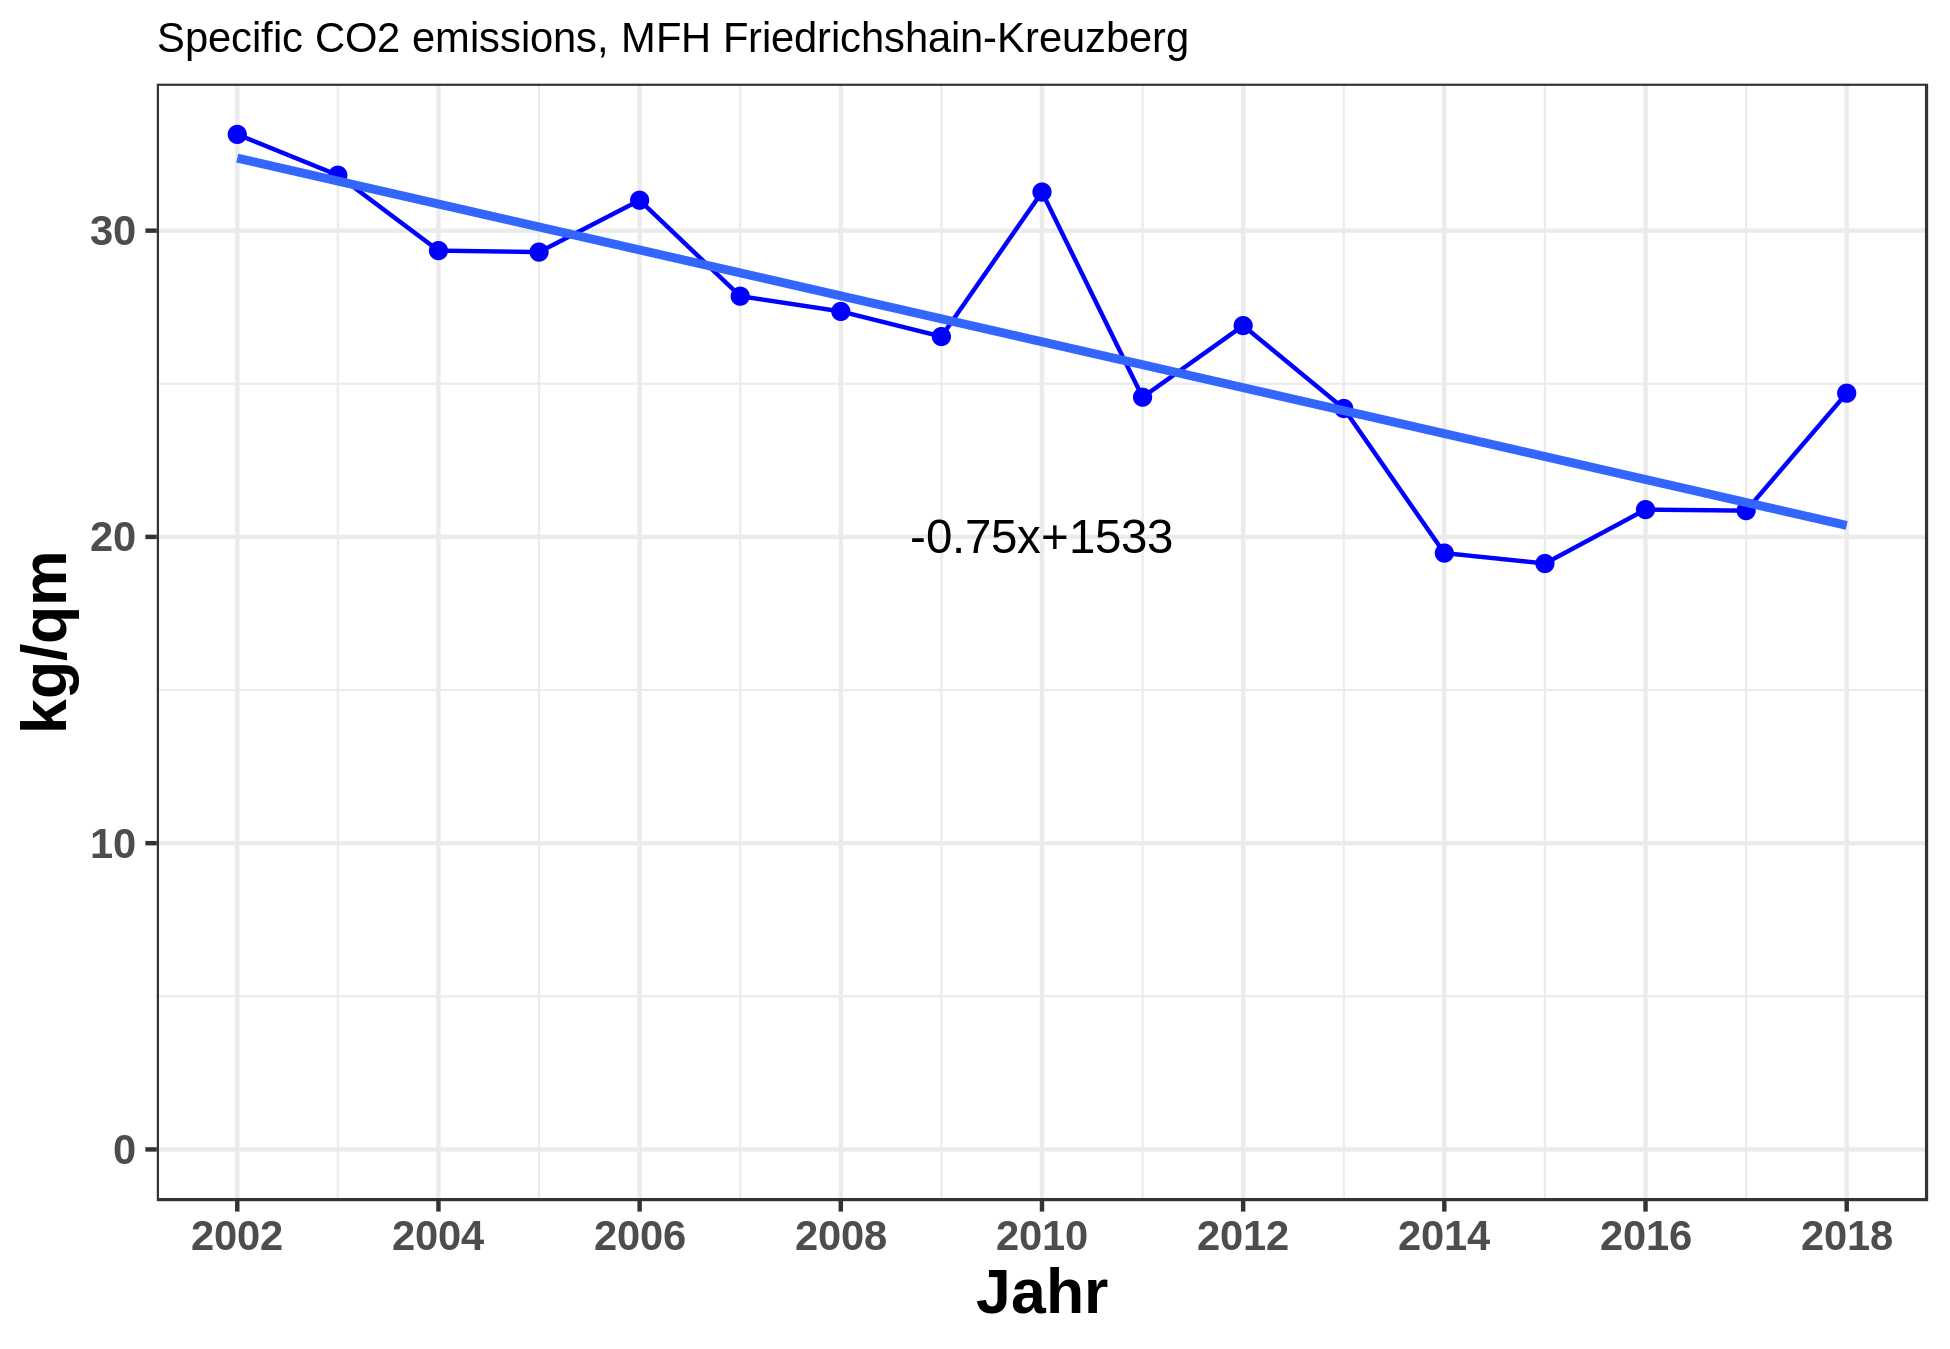 Specific CO2 emissions, MFH Friedrichshain-Kreuzberg
kg/qm
30
20
10
0
-0.75x+1533
2002 2004 2006 2008 2010 2012 2014 2016 2018
Jahr